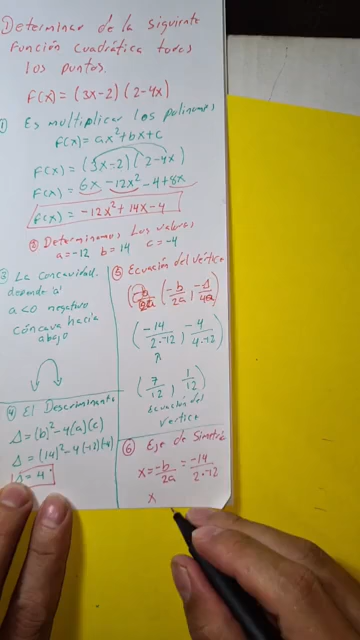 ① Determinar de la siguiente
función cuadrática todos
los puntos.
F(x) = (3x-2) (2-4x)
① Es multiplicar los polinomios
F(x) = ax² + bx + c
F(x) = (3x-2) (2-4x)
F(x) = 6x - 12x² - 4 + 8x
F(x) = -12x² + 14x - 4
② Determinamos los valores
a = -12 b = 14 c = -4
③ La concavidad.
depende a
a < 0 negativo
cóncava hacia
abajo
④ El Descriminante
Δ = (b)² - 4(a)(c)
Δ = (14)² - 4(-12)(-4)
Δ = 4
⑤ Ecuación del vértice
(-b/2a) (-b/2a, -Δ/4a)
(-14/2·-12, -4/4·-12)
(7/12, 1/12)
Ecuación del
vertice
⑥ Eje de Simetría
x = -b/2a = -14/2·-12
x